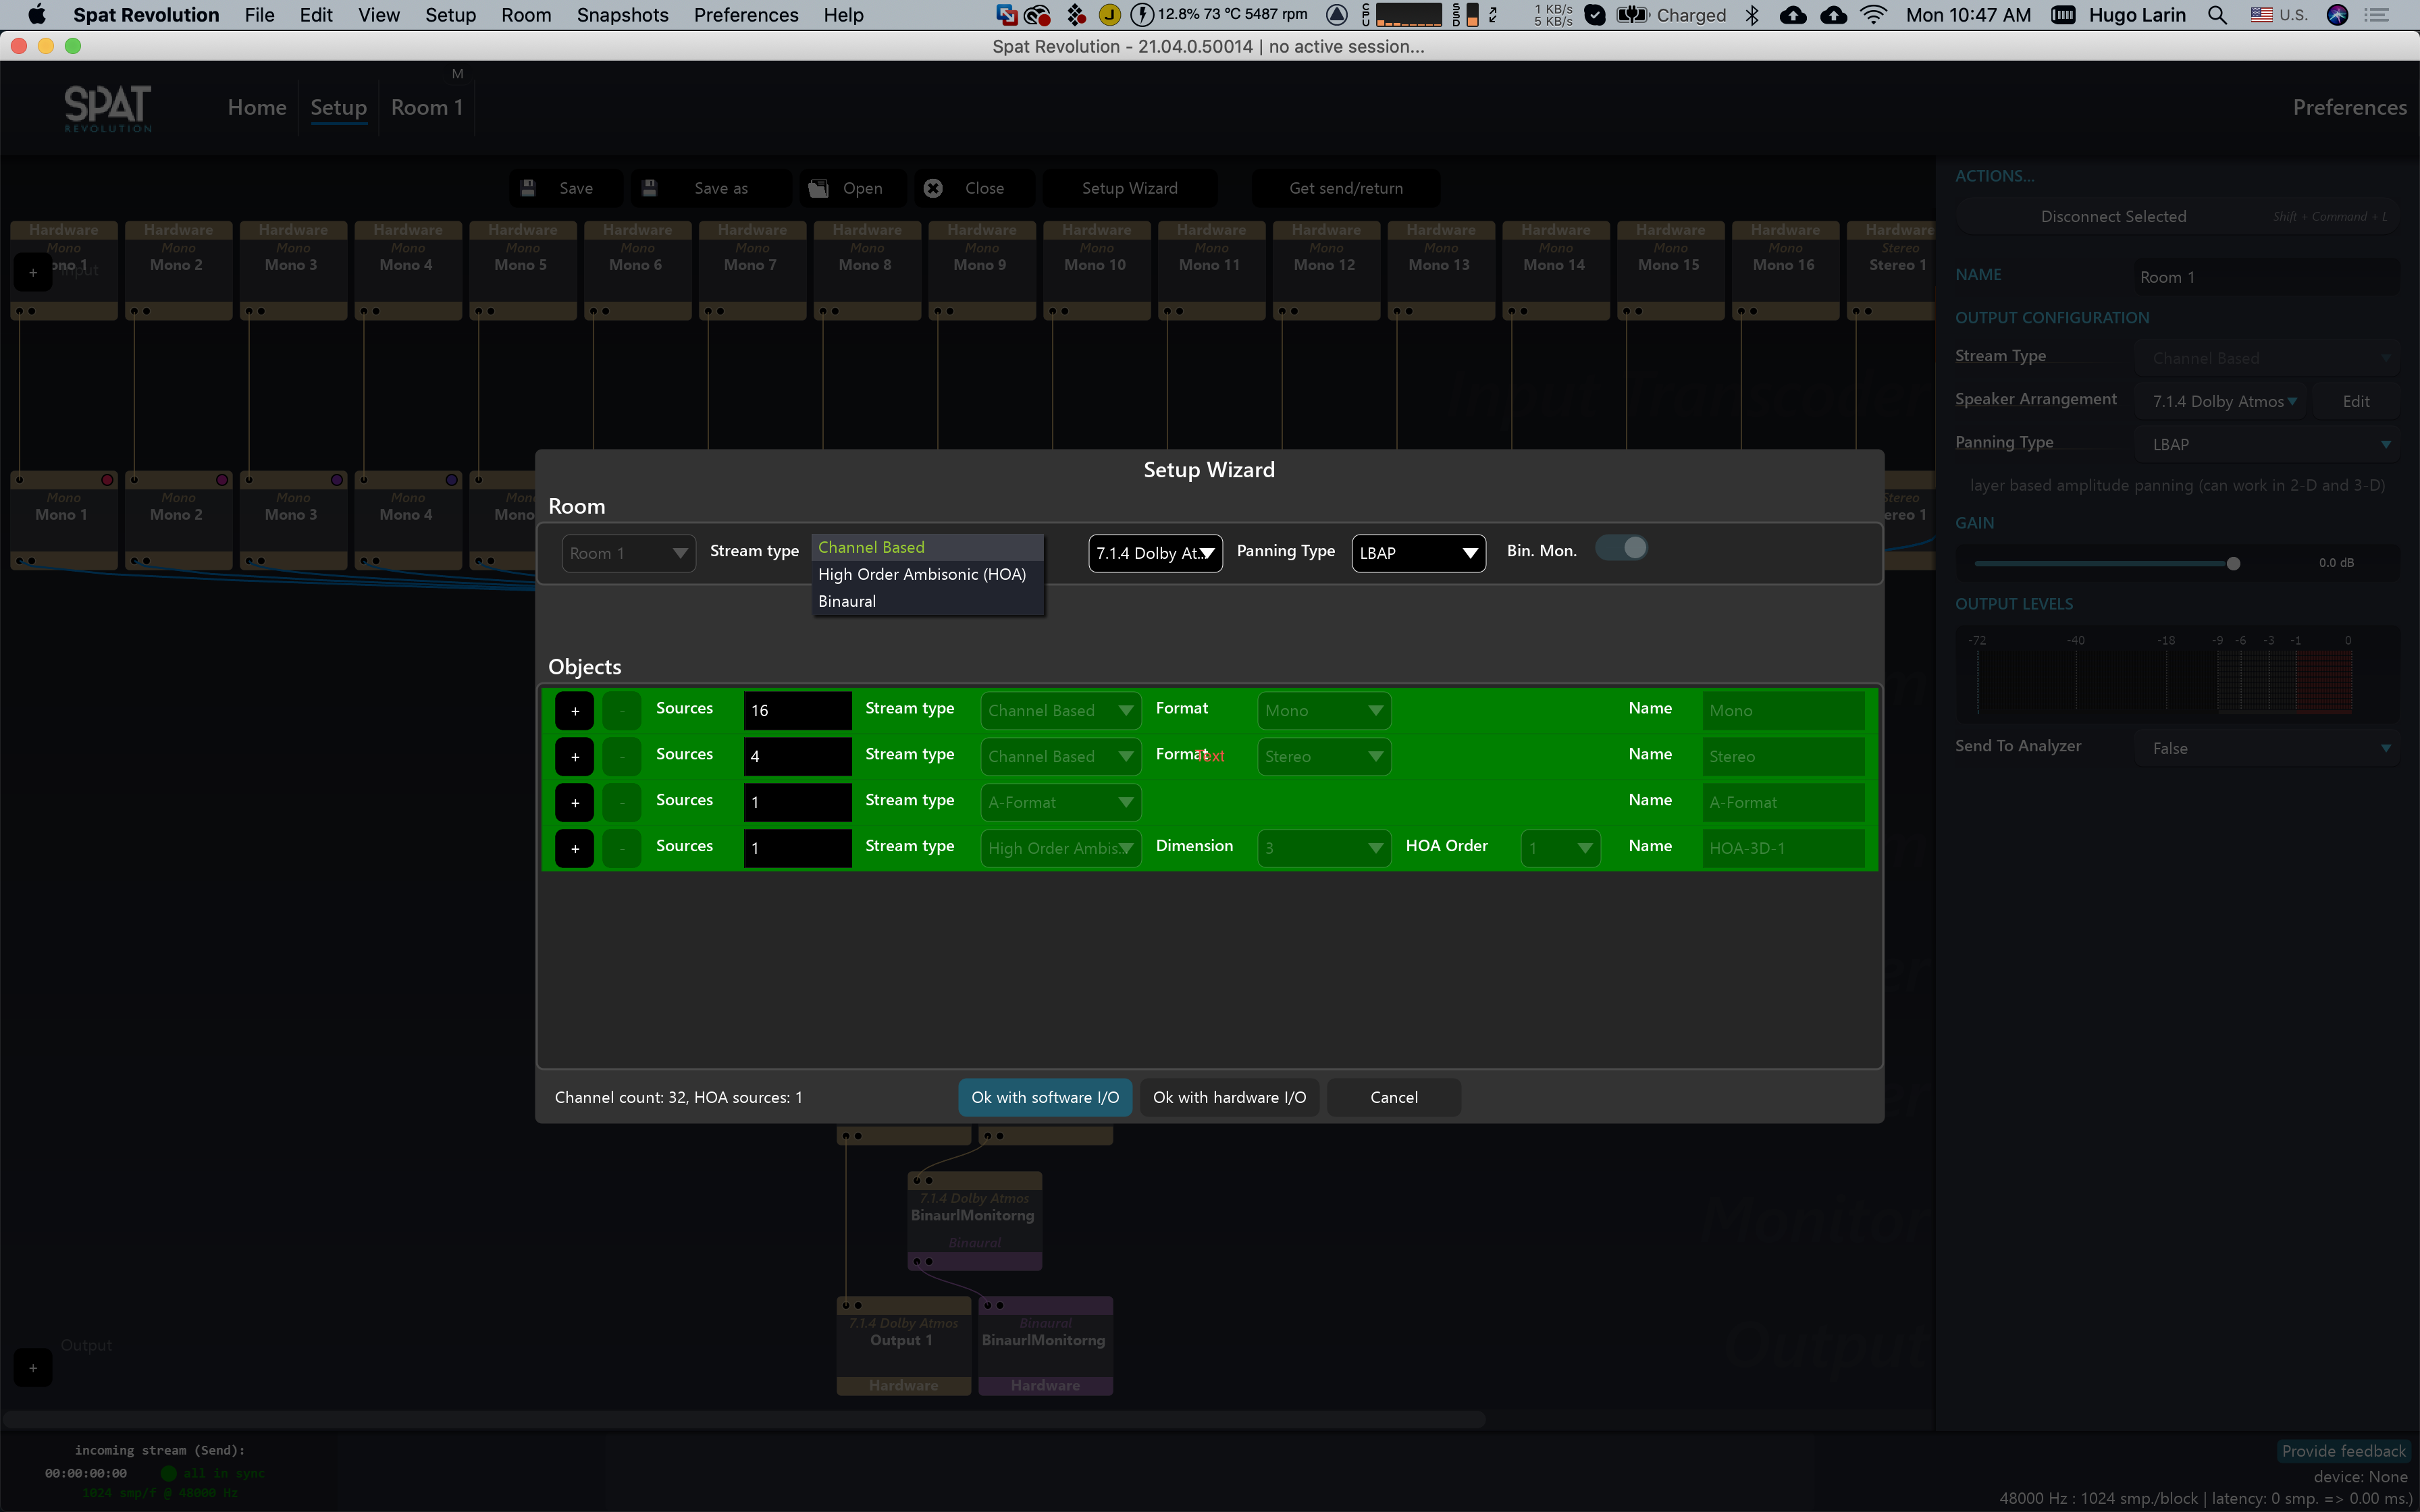 Spat Revolution File Edit View Setup Room Snapshots Preferences Help J 12.8% 73 °C 5487 rpm 1 KB/s 5 KB/s Charged Mon 10:47 AM Hugo Larin U.S.
Spat Revolution - 21.04.0.50014 | no active session...
M
SPAT REVOLUTION Home Setup Room 1 Preferences
Save Save as Open Close Setup Wizard Get send/return
ACTIONS...
Disconnect Selected Shift + Command + L
Hardware Hardware Hardware Hardware Hardware Hardware Hardware Hardware Hardware Hardware Hardware Hardware Hardware Hardware Hardware Hardware Hardware
Mono Mono Mono Mono Mono Mono Mono Mono Mono Mono Mono Mono Mono Mono Mono Mono Stereo
Mono 1 Mono 2 Mono 3 Mono 4 Mono 5 Mono 6 Mono 7 Mono 8 Mono 9 Mono 10 Mono 11 Mono 12 Mono 13 Mono 14 Mono 15 Mono 16 Stereo 1
+ Input
NAME Room 1
OUTPUT CONFIGURATION
Stream Type Channel Based
Speaker Arrangement 7.1.4 Dolby Atmos Edit
Panning Type LBAP
layer based amplitude panning (can work in 2-D and 3-D)
GAIN
0.0 dB
OUTPUT LEVELS
-72 -40 -18 -9 -6 -3 -1 0
Send To Analyzer False
Mono Mono Mono Mono Mono Stereo
Mono 1 Mono 2 Mono 3 Mono 4 Mono ereo 1
Setup Wizard
Room
Room 1 Stream type Channel Based 7.1.4 Dolby At... Panning Type LBAP Bin. Mon.
High Order Ambisonic (HOA)
Binaural
Objects
+ - Sources 16 Stream type Channel Based Format Mono Name Mono
+ - Sources 4 Stream type Channel Based Format Text Stereo Name Stereo
+ - Sources 1 Stream type A-Format Name A-Format
+ - Sources 1 Stream type High Order Ambis... Dimension 3 HOA Order 1 Name HOA-3D-1
Channel count: 32, HOA sources: 1 Ok with software I/O Ok with hardware I/O Cancel
7.1.4 Dolby Atmos
BinaurlMonitorng
Binaural
Monitor
7.1.4 Dolby Atmos Binaural
Output 1 BinaurlMonitorng
Hardware Hardware
Output
+ Output
incoming stream (Send):
00:00:00:00 all in sync
1024 smp/f @ 48000 Hz
Provide feedback
device: None
48000 Hz : 1024 smp./block | latency: 0 smp. => 0.00 ms.)